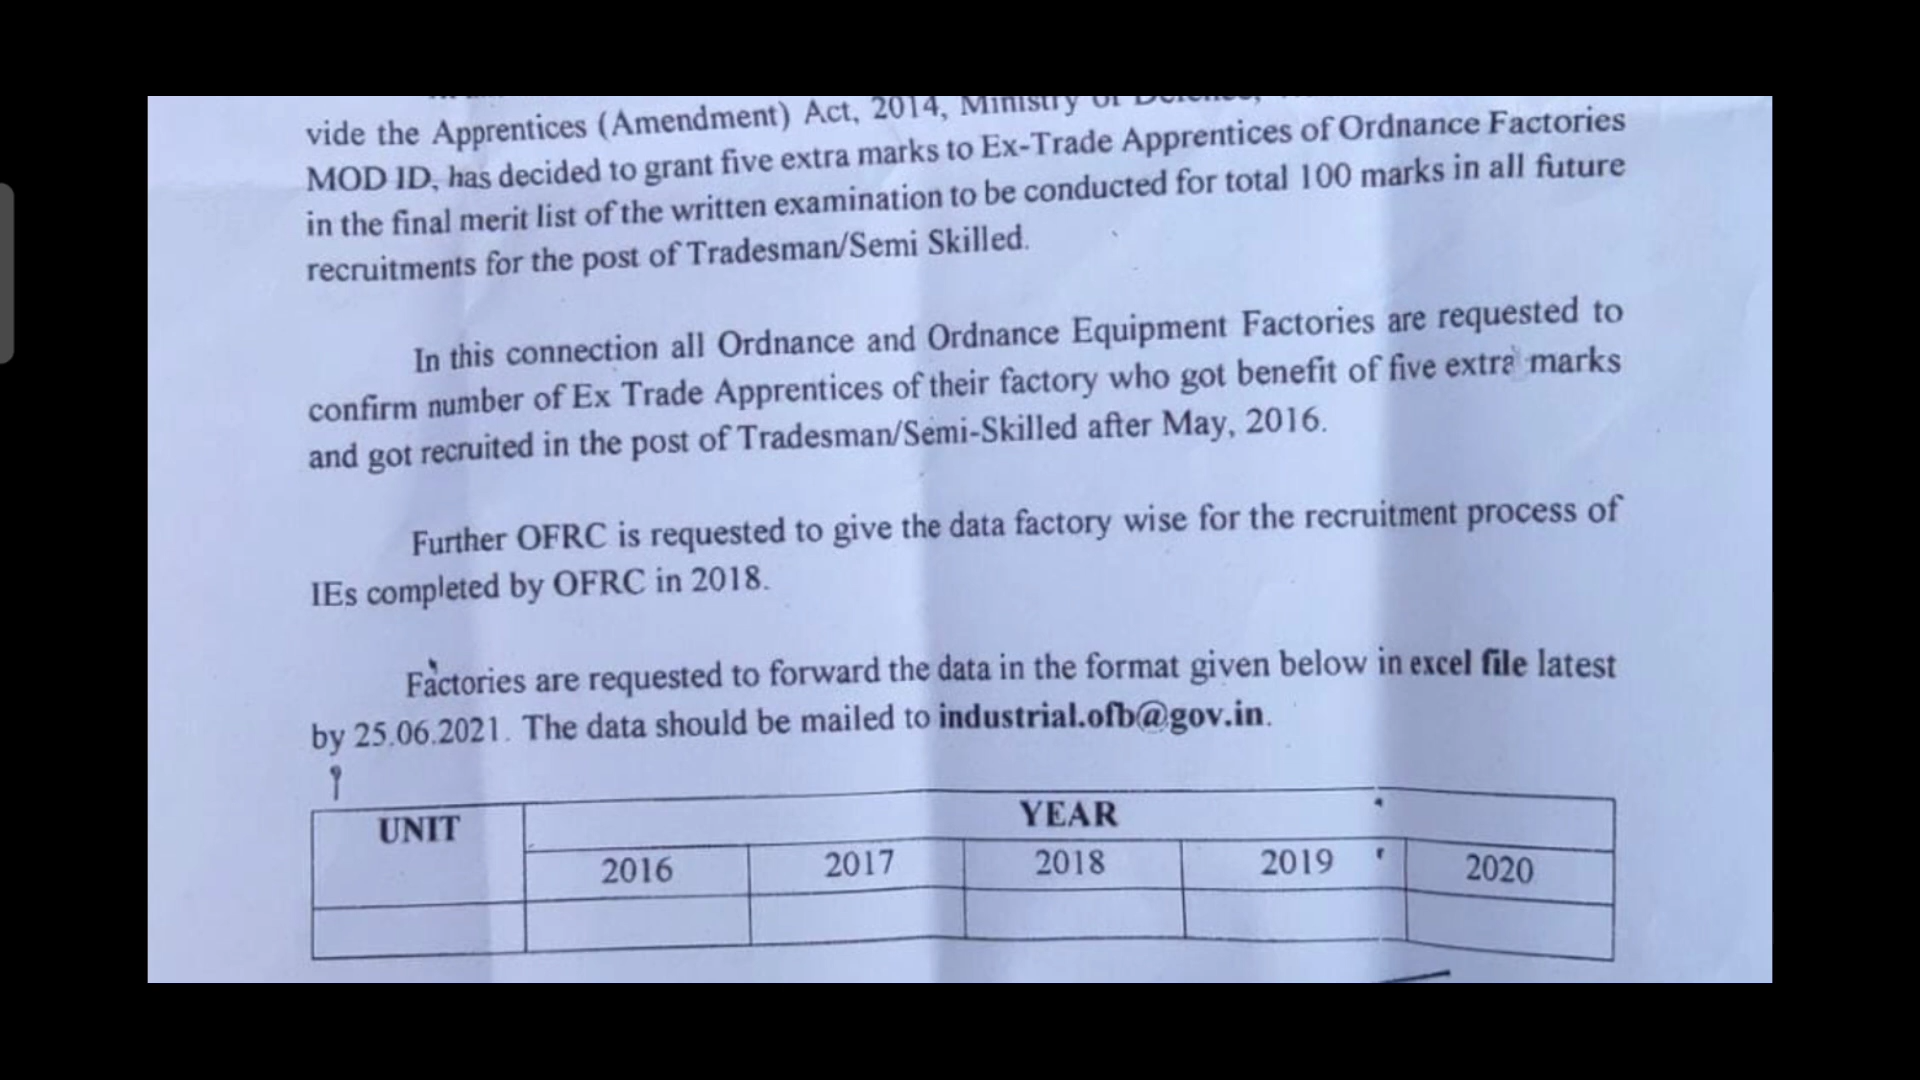 vide the Apprentices (Amendment) Act, 2014, Ministry of Defence,
MOD ID, has decided to grant five extra marks to Ex-Trade Apprentices of Ordnance Factories
in the final merit list of the written examination to be conducted for total 100 marks in all future
recruitments for the post of Tradesman/Semi Skilled.
In this connection all Ordnance and Ordnance Equipment Factories are requested to
confirm number of Ex Trade Apprentices of their factory who got benefit of five extra marks
and got recruited in the post of Tradesman/Semi-Skilled after May, 2016.
Further OFRC is requested to give the data factory wise for the recruitment process of
IEs completed by OFRC in 2018.
Factories are requested to forward the data in the format given below in excel file latest
by 25.06.2021. The data should be mailed to industrial.ofb@gov.in.
UNIT YEAR
2016 2017 2018 2019 2020